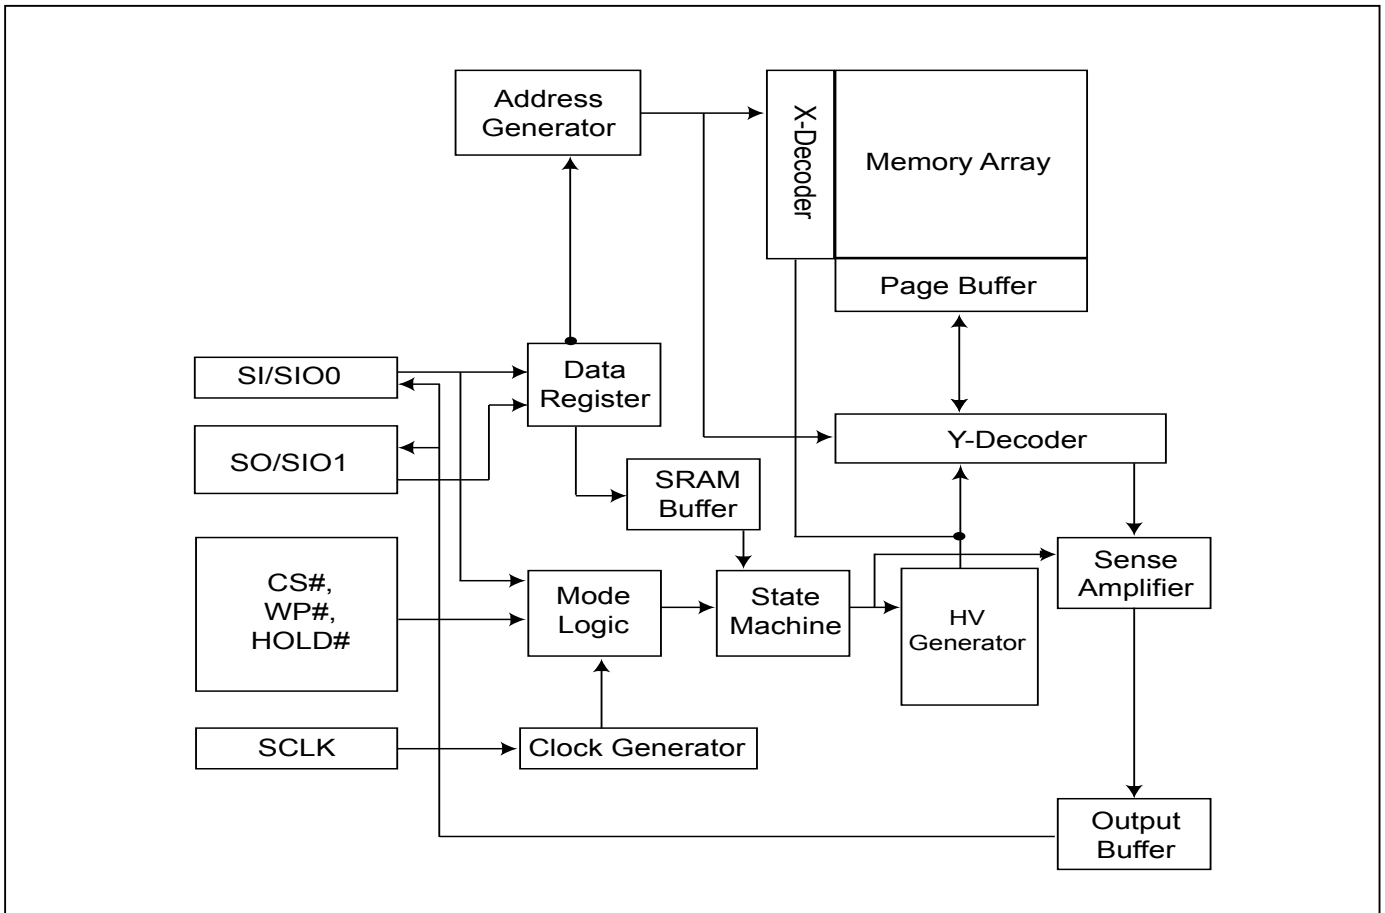 Address
Generator
X-Decoder
Memory Array
Page Buffer
SI/SIO0
Data
Register
SO/SIO1
Y-Decoder
SRAM
Buffer
CS#,
WP#,
HOLD#
Mode
Logic
State
Machine
HV
Generator
Sense
Amplifier
SCLK
Clock Generator
Output
Buffer